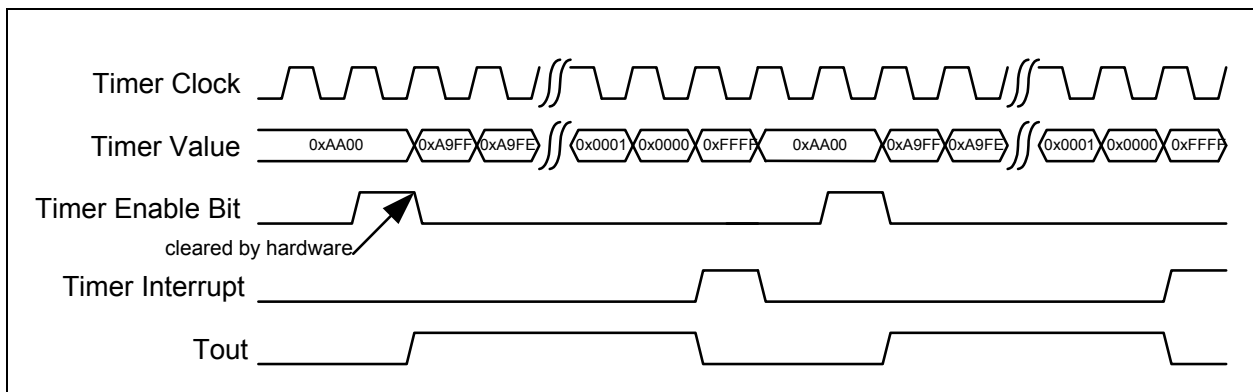 Timer Clock
Timer Value 0xAA00 0xA9FF 0xA9FE 0x0001 0x0000 0xFFFF 0xAA00 0xA9FF 0xA9FE 0x0001 0x0000 0xFFFF
Timer Enable Bit
cleared by hardware
Timer Interrupt
Tout